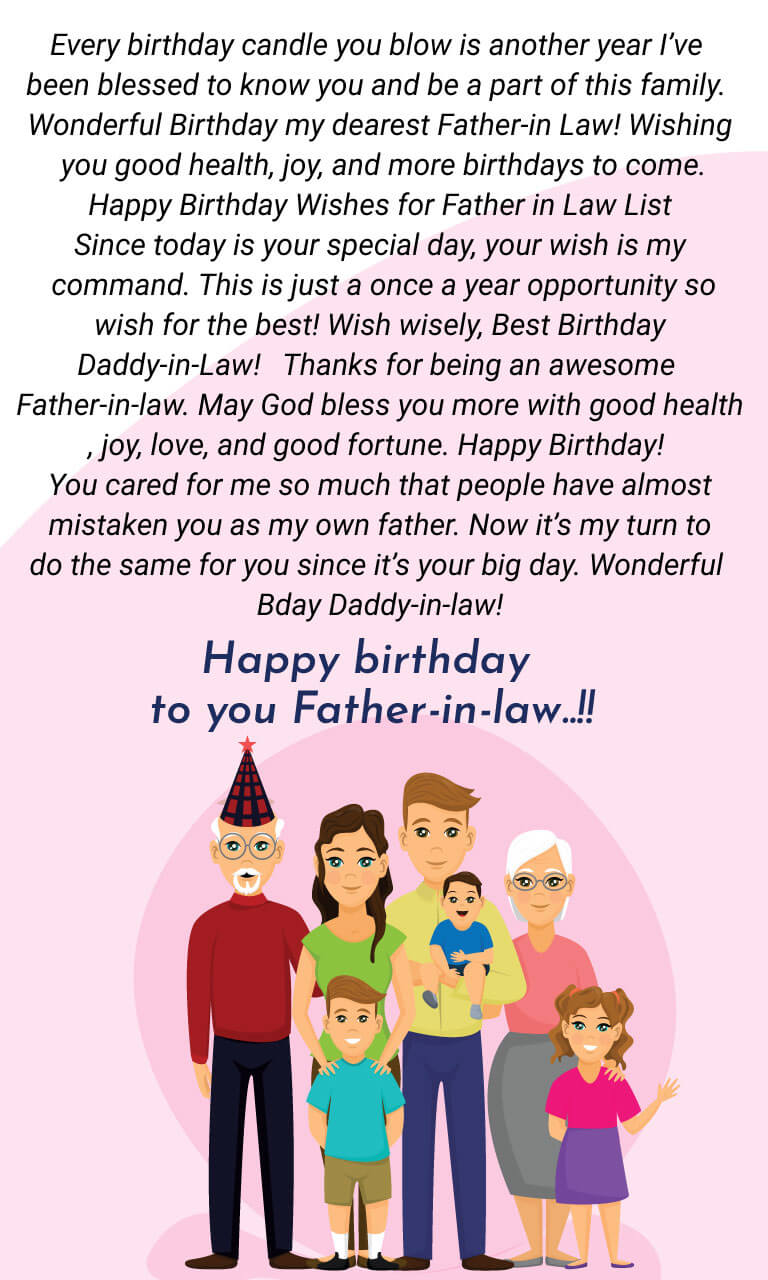 Every birthday candle you blow is another year I’ve
been blessed to know you and be a part of this family.
Wonderful Birthday my dearest Father-in Law! Wishing
you good health, joy, and more birthdays to come.
Happy Birthday Wishes for Father in Law List
Since today is your special day, your wish is my
command. This is just a once a year opportunity so
wish for the best! Wish wisely, Best Birthday
Daddy-in-Law!   Thanks for being an awesome
Father-in-law. May God bless you more with good health
, joy, love, and good fortune. Happy Birthday!
You cared for me so much that people have almost
mistaken you as my own father. Now it’s my turn to
do the same for you since it’s your big day. Wonderful
Bday Daddy-in-law!
Happy birthday
to you Father-in-law..!!